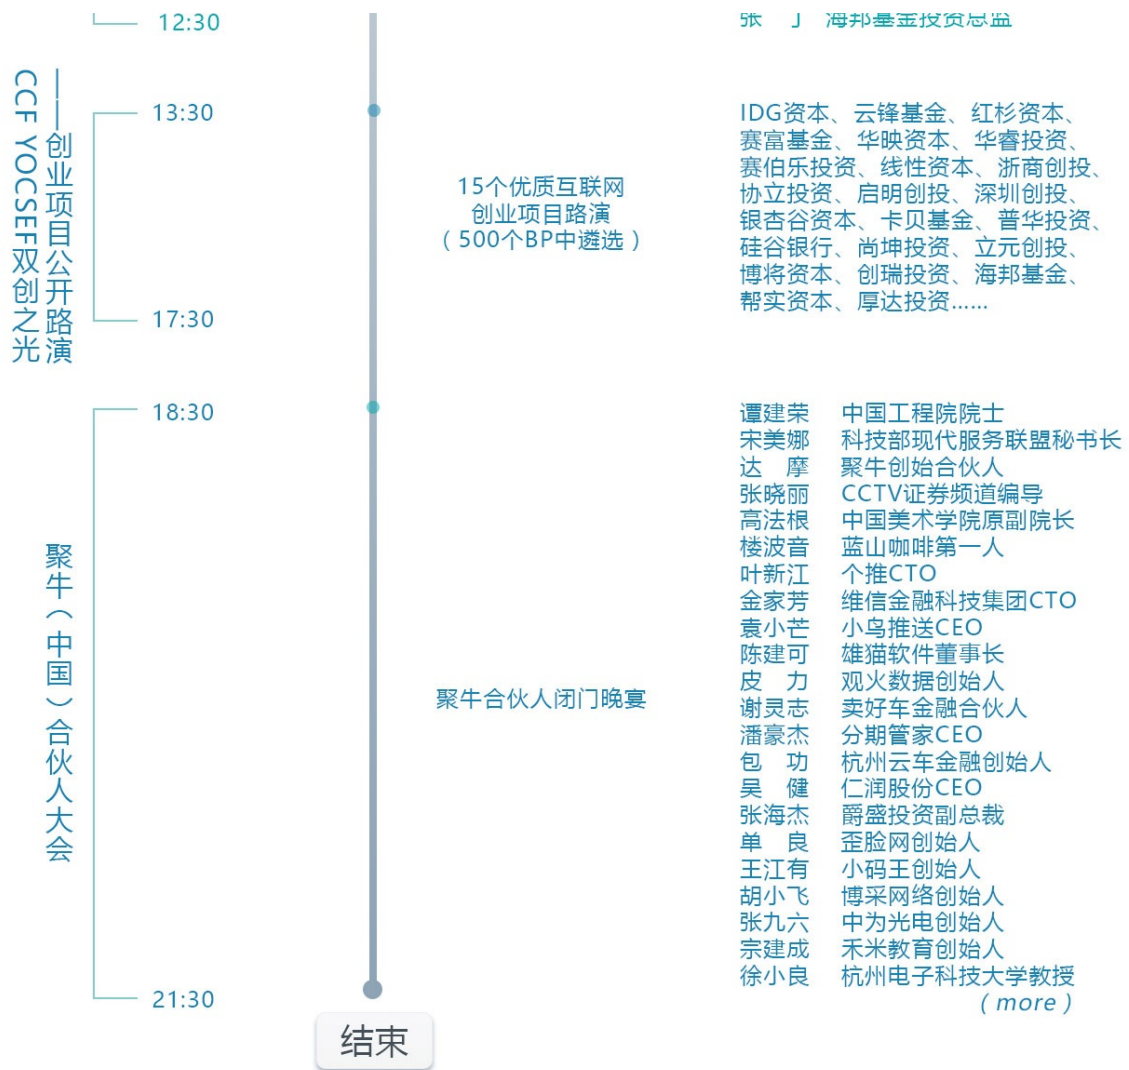 12:30
海邦基金投资总监
CCF YOCSEF双创之光
——创业项目公开路演
13:30
17:30
15个优质互联网
创业项目路演
（500个BP中遴选）
IDG资本、云锋基金、红杉资本、
赛富基金、华映资本、华睿投资、
赛伯乐投资、线性资本、浙商创投、
协立投资、启明创投、深圳创投、
银杏谷资本、卡贝基金、普华投资、
硅谷银行、尚坤投资、立元创投、
博将资本、创瑞投资、海邦基金、
帮实资本、厚达投资......
聚牛（中国）合伙人大会
18:30
21:30
聚牛合伙人闭门晚宴
谭建荣 中国工程院院士
宋美娜 科技部现代服务联盟秘书长
达 摩 聚牛创始合伙人
张晓丽 CCTV证券频道编导
高法根 中国美术学院原副院长
楼波音 蓝山咖啡第一人
叶新江 个推CTO
金家芳 维信金融科技集团CTO
袁小芒 小鸟推送CEO
陈建可 雄猫软件董事长
皮 力 观火数据创始人
谢灵志 卖好车金融合伙人
潘豪杰 分期管家CEO
包 功 杭州云车金融创始人
吴 健 仁润股份CEO
张海杰 爵盛投资副总裁
单 良 歪脸网创始人
王江有 小码王创始人
胡小飞 博采网络创始人
张九六 中为光电创始人
宗建成 禾米教育创始人
徐小良 杭州电子科技大学教授
（more）
结束